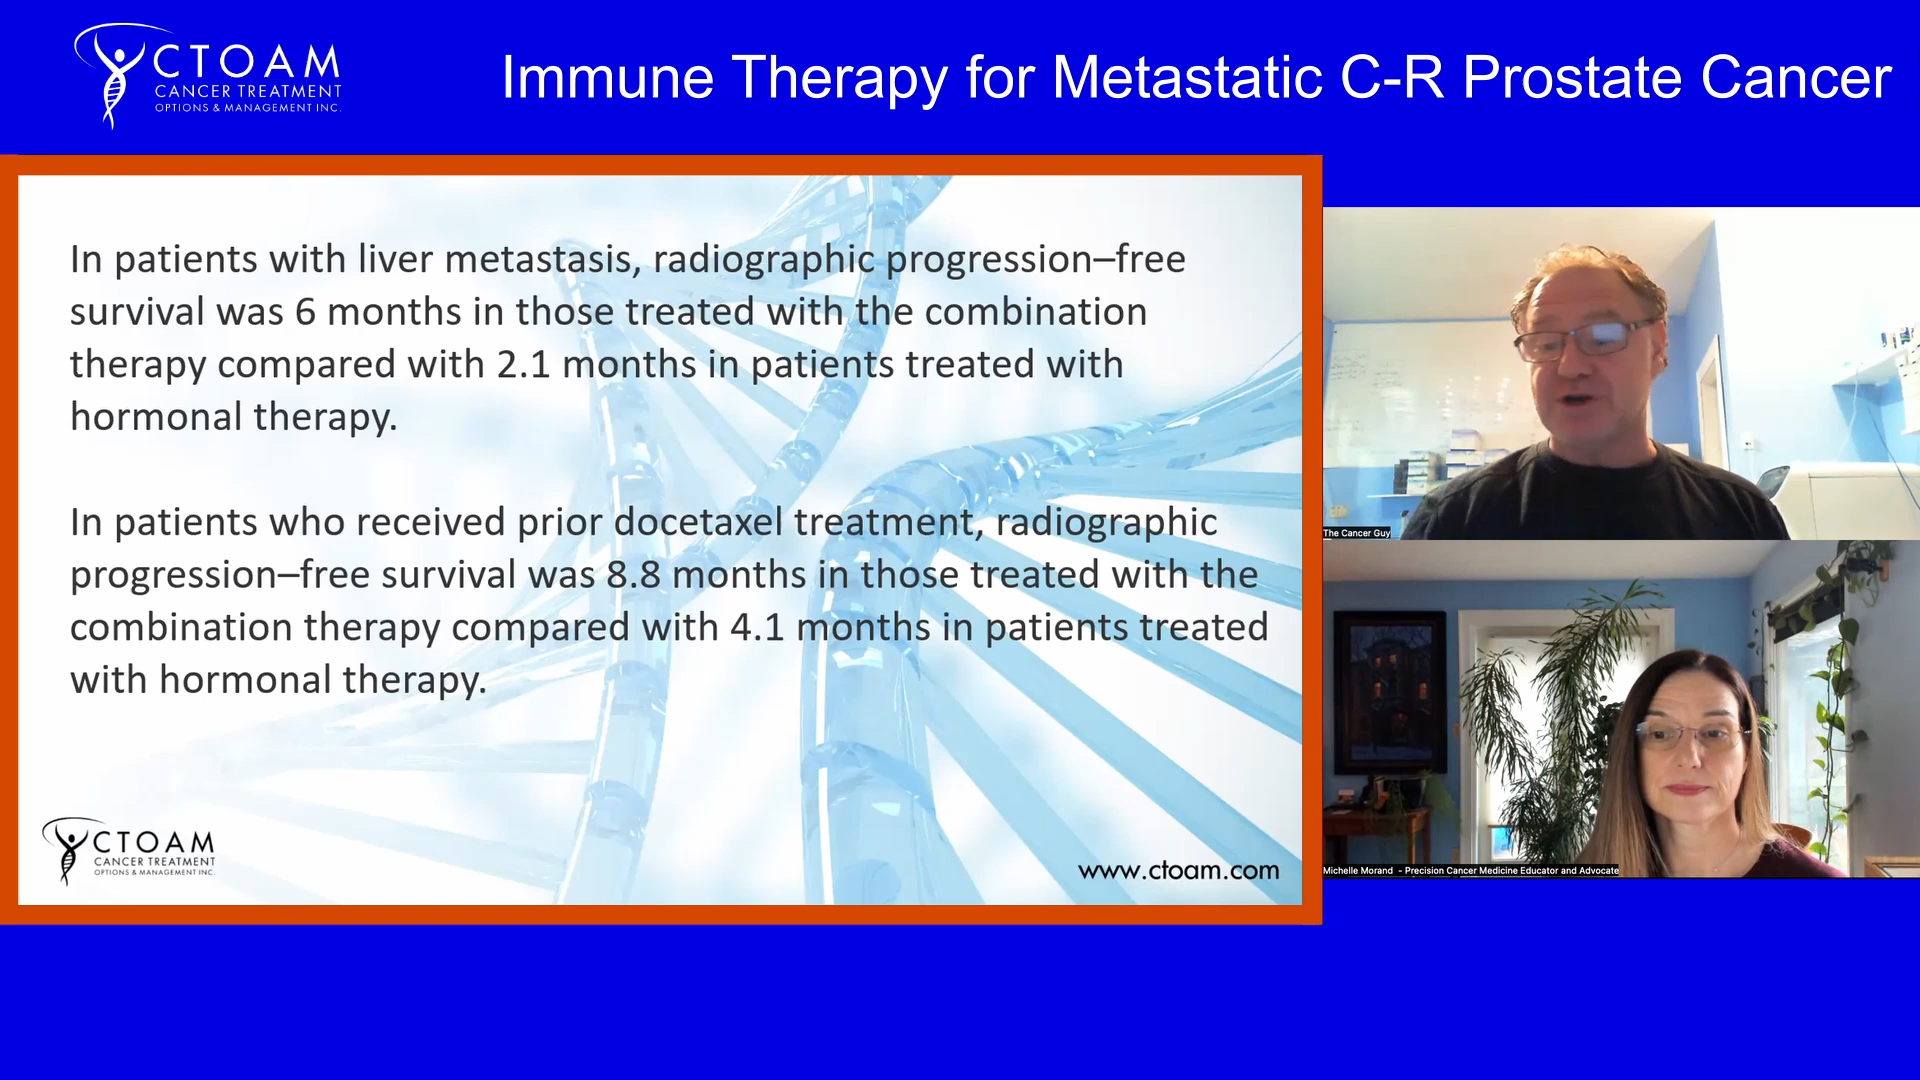 CTOAM
CANCER TREATMENT
OPTIONS & MANAGEMENT INC.
Immune Therapy for Metastatic C-R Prostate Cancer
In patients with liver metastasis, radiographic progression–free
survival was 6 months in those treated with the combination
therapy compared with 2.1 months in patients treated with
hormonal therapy.
In patients who received prior docetaxel treatment, radiographic
progression–free survival was 8.8 months in those treated with the
combination therapy compared with 4.1 months in patients treated
with hormonal therapy.
CTOAM
CANCER TREATMENT
OPTIONS & MANAGEMENT INC.
www.ctoam.com
The Cancer Guy
Michelle Morand - Precision Cancer Medicine Educator and Advocate